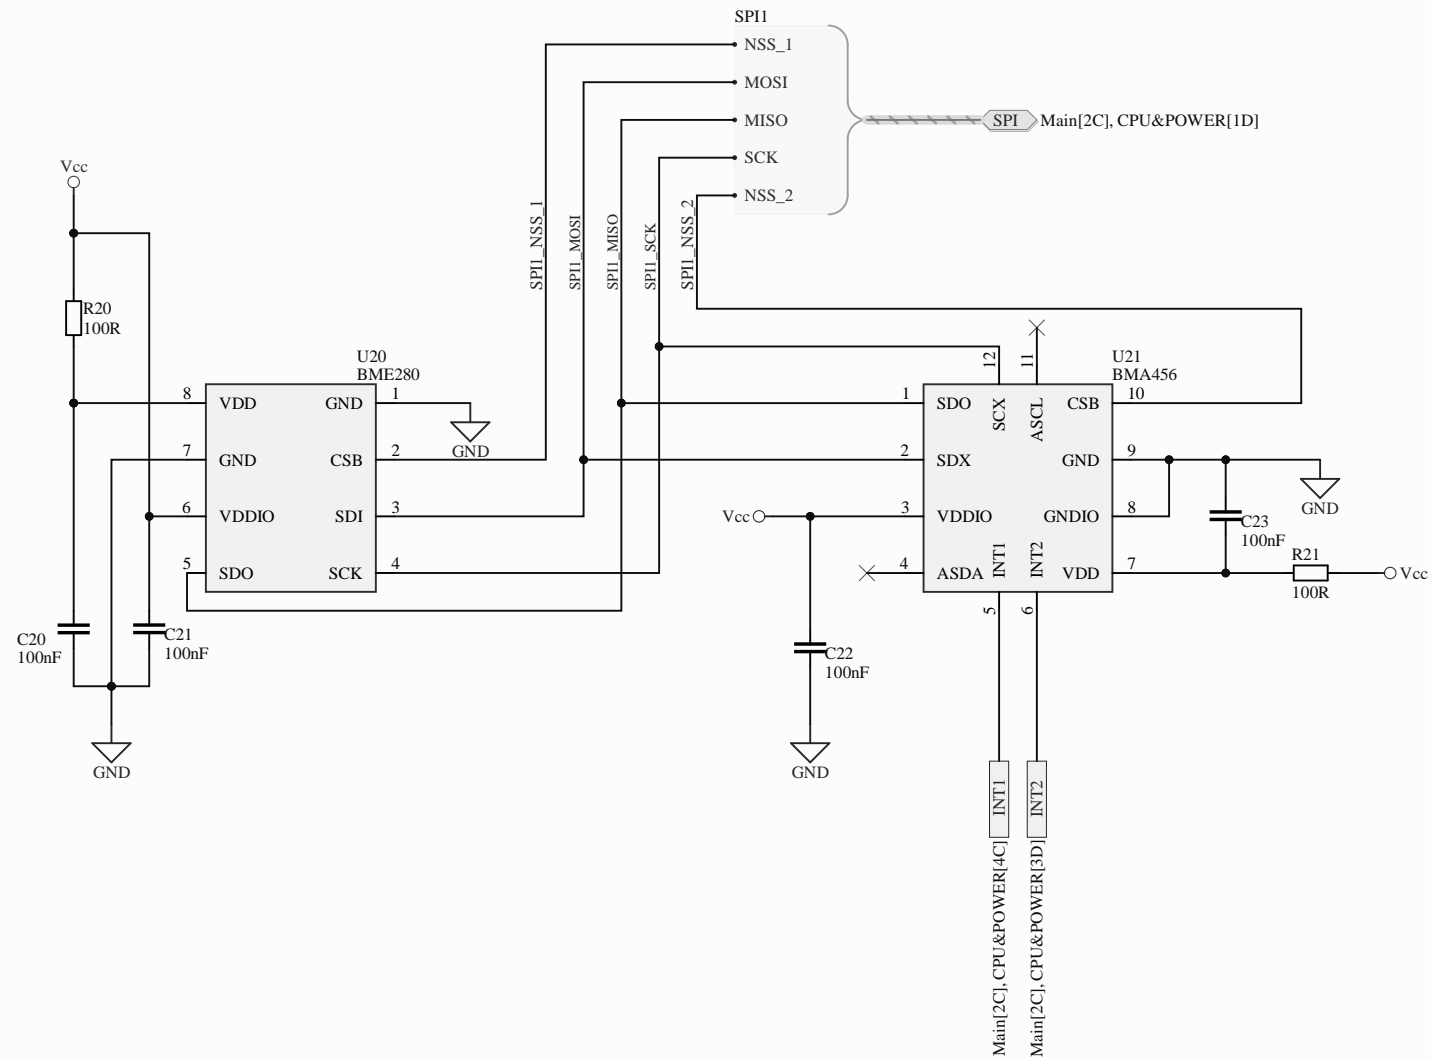 SPI1
NSS_1
MOSI
MISO
SCK
NSS_2
SPI
Main[2C], CPU&POWER[1D]
SPI1_NSS_1
SPI1_MOSI
SPI1_MISO
SPI1_SCK
SPI1_NSS_2
Vcc
R20
100R
U20
BME280
8
VDD
GND
1
7
GND
CSB
2
6
VDDIO
SDI
3
5
SDO
SCK
4
GND
C20
100nF
C21
100nF
GND
U21
BMA456
12
11
SCX
ASCL
1
SDO
CSB
10
2
SDX
GND
9
3
VDDIO
GNDIO
8
4
ASDA
INT1
INT2
VDD
7
5
6
Vcc
C22
100nF
GND
GND
C23
100nF
R21
100R
Vcc
INT1
INT2
Main[2C], CPU&POWER[4C]
Main[2C], CPU&POWER[3D]